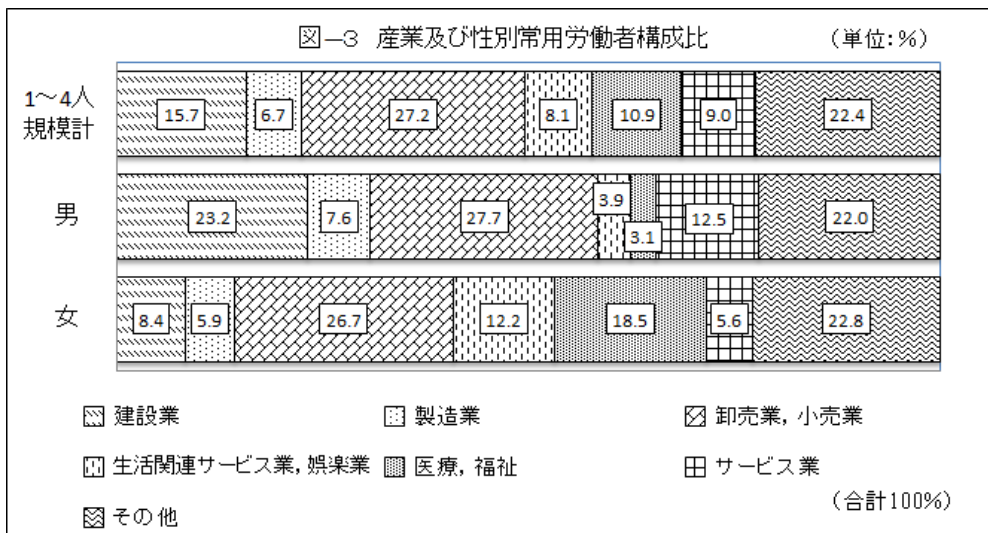 図－3 産業及び性別常用労働者構成比 (単位:%)
1～4人
規模計
15.7 6.7 27.2 8.1 10.9 9.0 22.4
男
23.2 7.6 27.7 3.9 3.1 12.5 22.0
女
8.4 5.9 26.7 12.2 18.5 5.6 22.8
建設業 製造業 卸売業, 小売業
生活関連サービス業, 娯楽業 医療, 福祉 サービス業
(合計100%)
その他